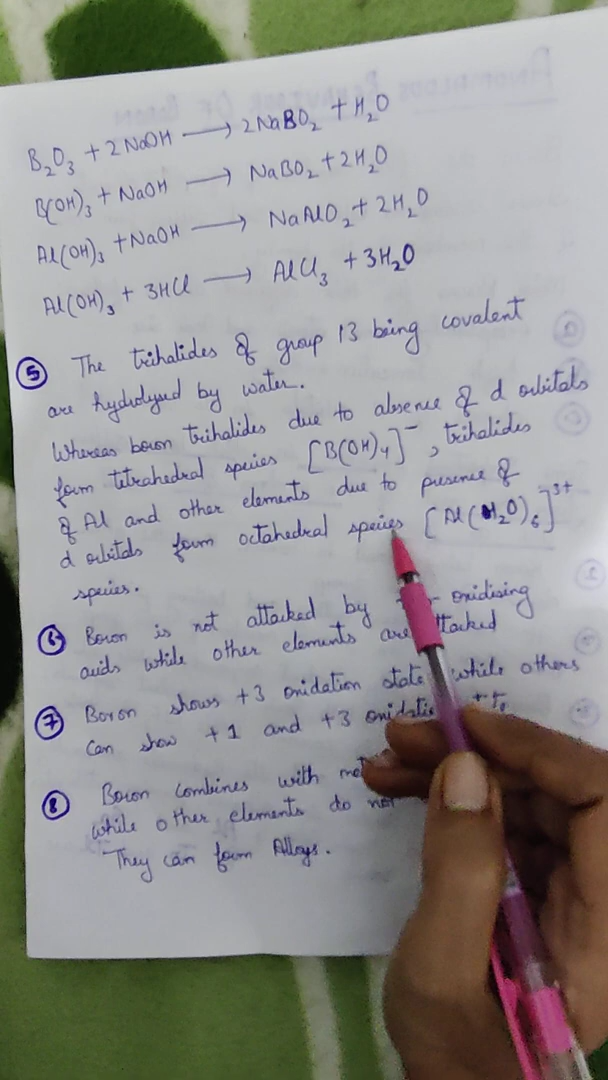 B₂O₃ + 2NaOH → 2NaBO₂ + H₂O
B(OH)₃ + NaOH → NaBO₂ + 2H₂O
Al(OH)₃ + NaOH → NaAlO₂ + 2H₂O
Al(OH)₃ + 3HCl → AlCl₃ + 3H₂O
⑤ The trihalides of group 13 being covalent
are hydrolysed by water.
Whereas boron trihalides due to absence of d orbitals
form tetrahedral species [B(OH)₄]⁻, trihalides
of Al and other elements due to presence of
d orbitals form octahedral species [Al(H₂O)₆]³⁺
species.
⑥ Boron is not attacked by oxidising
acids while other elements are attacked
⑦ Boron shows +3 oxidation state while others
can show +1 and +3
⑧ Boron combines with
while other elements do not
They can form Alloys.